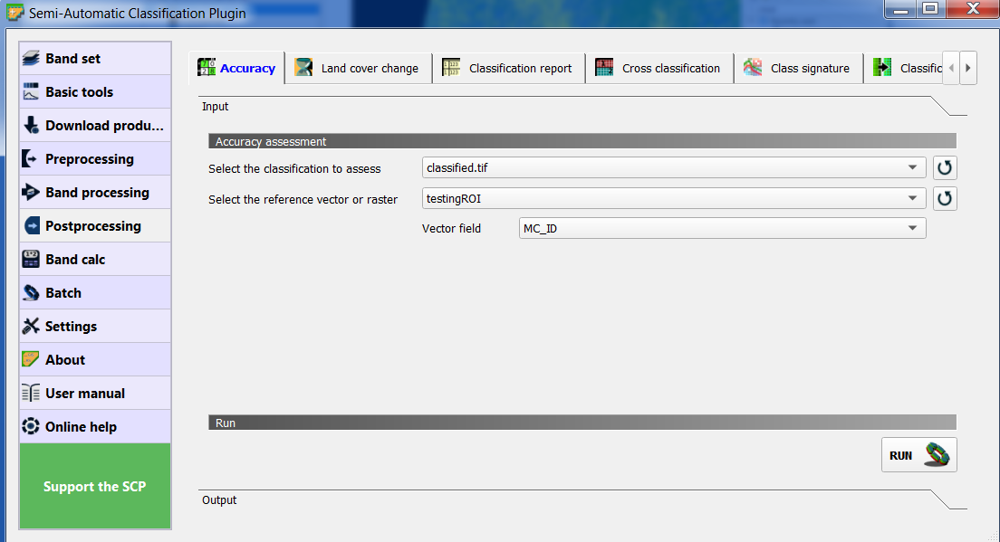 Semi-Automatic Classification Plugin
Band set
Basic tools
Download produ...
Preprocessing
Band processing
Postprocessing
Band calc
Batch
Settings
About
User manual
Online help
Support the SCP
Accuracy
Land cover change
Classification report
Cross classification
Class signature
Classific
Input
Accuracy assessment
Select the classification to assess
classified.tif
Select the reference vector or raster
testingROI
Vector field
MC_ID
Run
RUN
Output